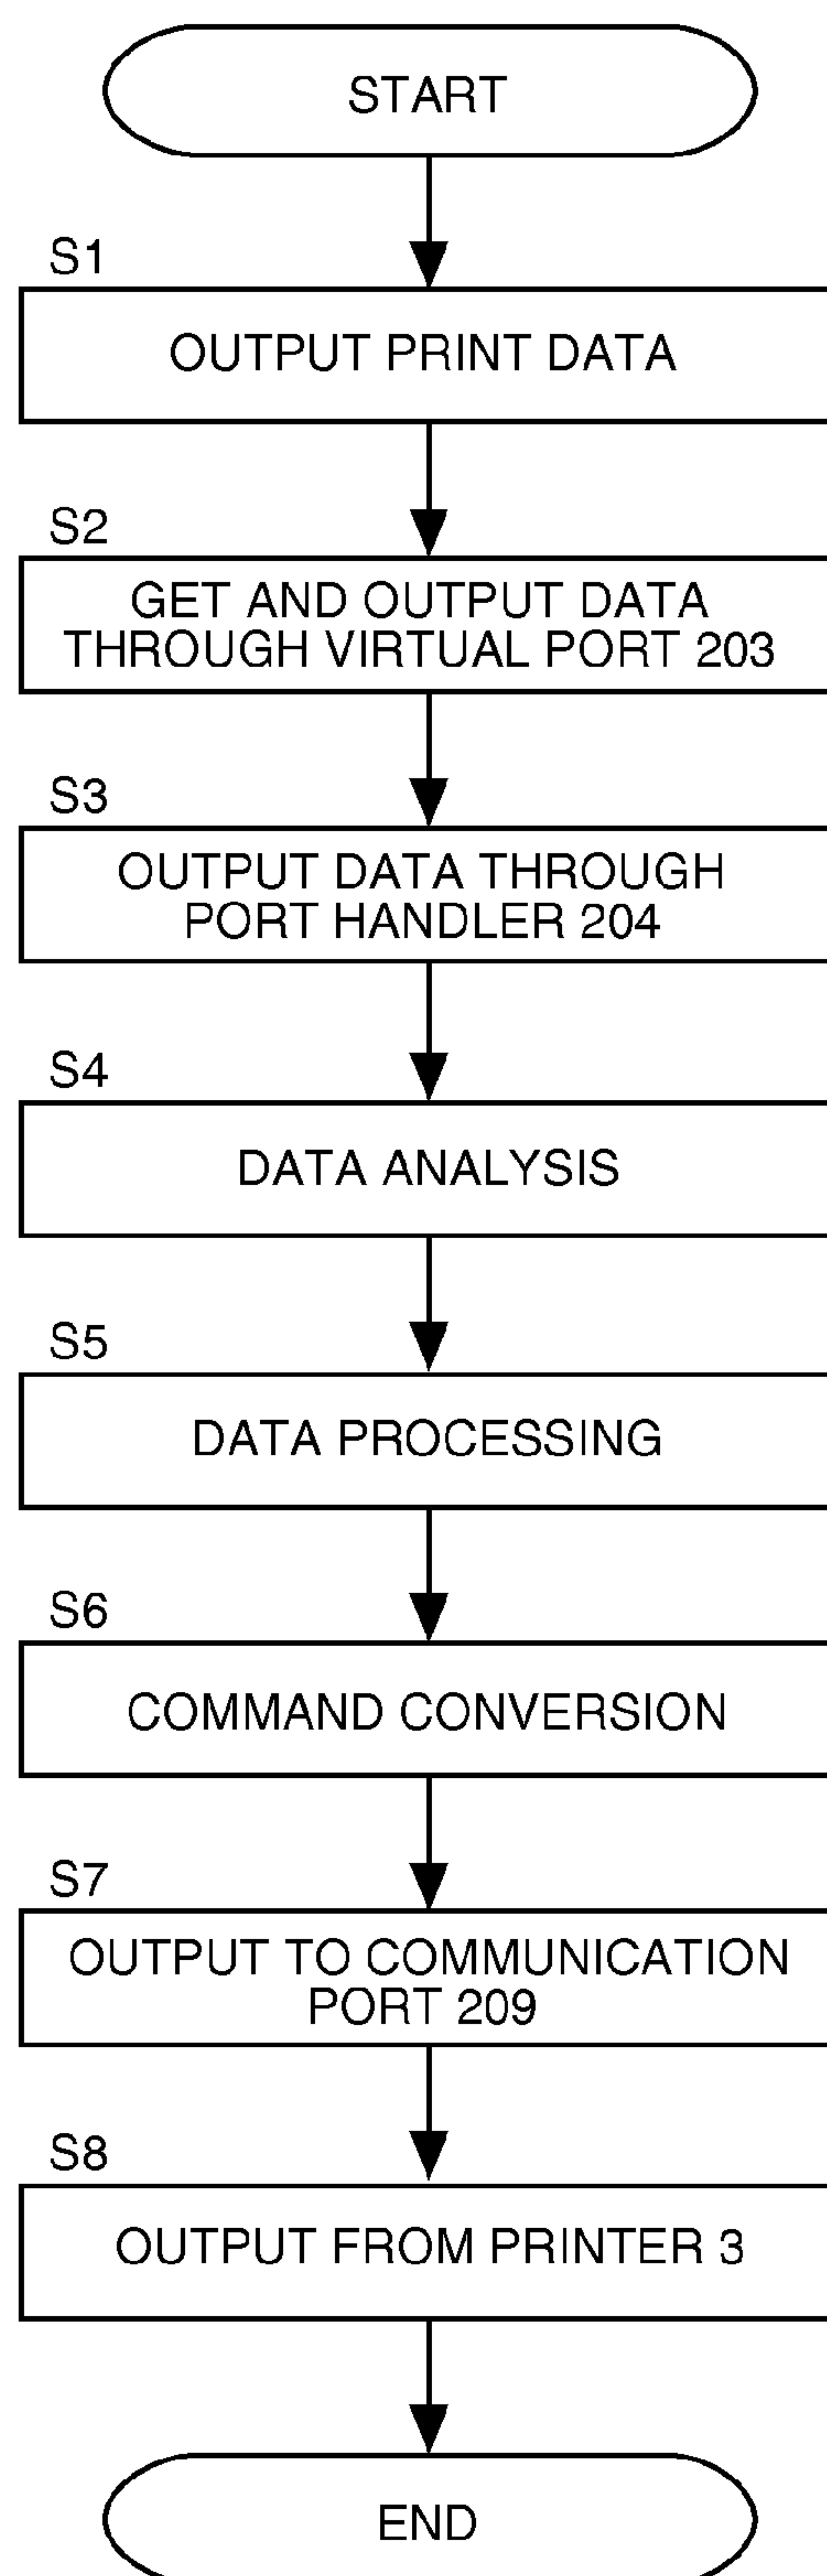 START
S1
OUTPUT PRINT DATA
S2
GET AND OUTPUT DATA
THROUGH VIRTUAL PORT 203
S3
OUTPUT DATA THROUGH
PORT HANDLER 204
S4
DATA ANALYSIS
S5
DATA PROCESSING
S6
COMMAND CONVERSION
S7
OUTPUT TO COMMUNICATION
PORT 209
S8
OUTPUT FROM PRINTER 3
END